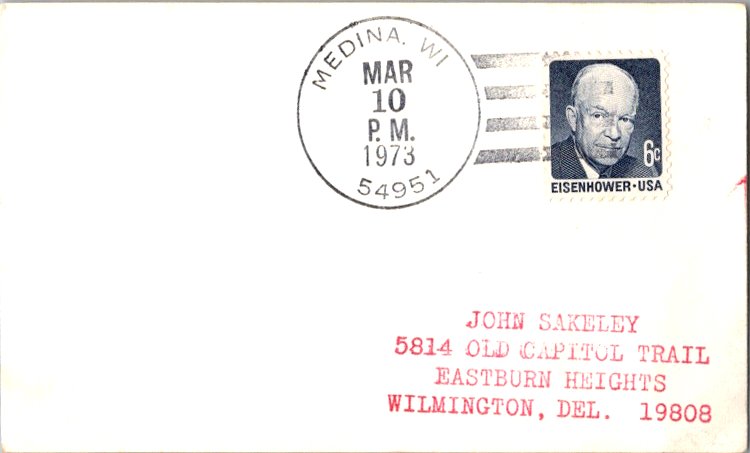 MEDINA. WI
MAR
10
P. M.
1973
54951
6c
EISENHOWER · USA
JOHN SAKELEY
5814 OLD CAPITOL TRAIL
EASTBURN HEIGHTS
WILMINGTON, DEL. 19808